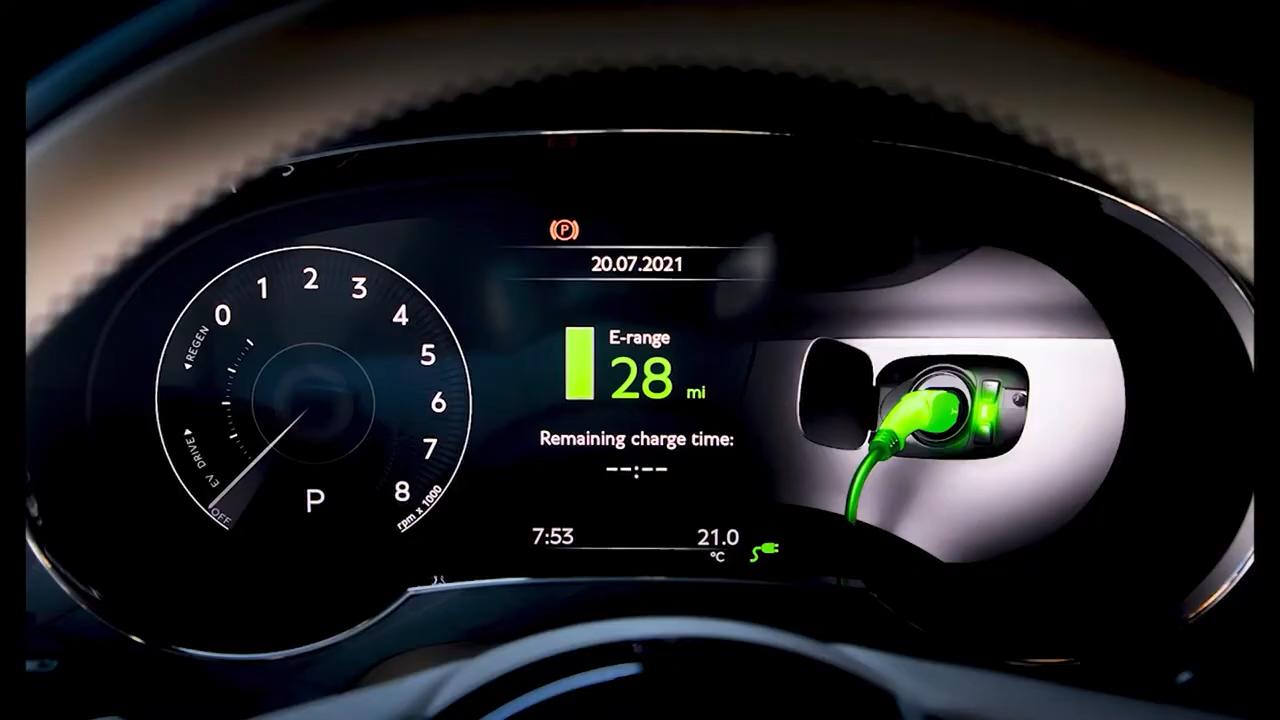 20.07.2021
0
1
2
3
4
5
6
7
8
rpm x 1000
REGEN
EV DRIVE
OFF
P
P
E-range
28 mi
Remaining charge time:
--:--
7:53
21.0
°C